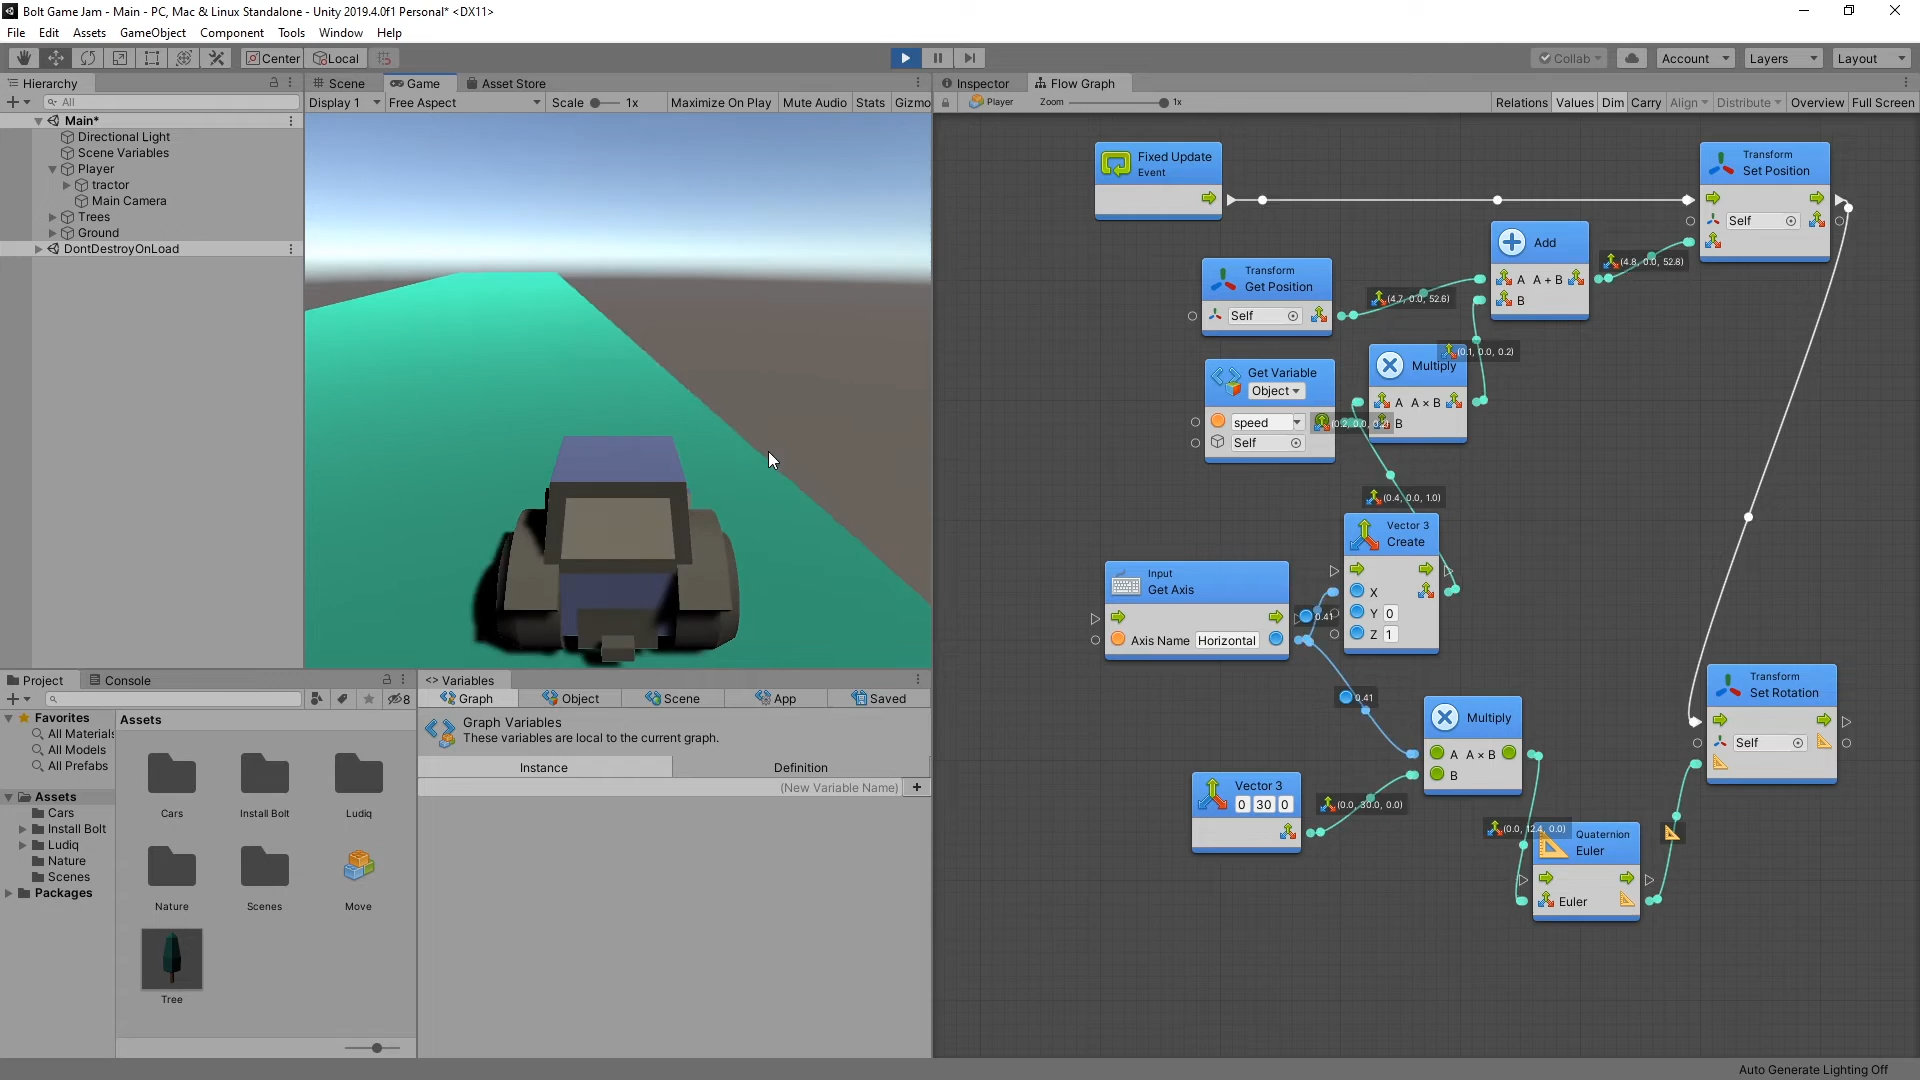 Bolt Game Jam - Main - PC, Mac & Linux Standalone - Unity 2019.4.0f1 Personal* <DX11>
File Edit Assets GameObject Component Tools Window Help
Center Local Collab Account Layers Layout
Hierarchy
All
Main*
Directional Light
Scene Variables
Player
tractor
Main Camera
Trees
Ground
DontDestroyOnLoad
Scene Game Asset Store
Display 1 Free Aspect Scale 1x Maximize On Play Mute Audio Stats Gizmo
Inspector Flow Graph
Player Zoom 1x Relations Values Dim Carry Align Distribute Overview Full Screen
Fixed Update
Event
Transform
Set Position
Self
Add
A A + B
B
(4.8, 0.0, 52.8)
Transform
Get Position
Self
(4.7, 0.0, 52.6)
Get Variable
Object
speed
Self
Multiply
A A × B
B
(0.1, 0.0, 0.2)
(0.4, 0.0, 1.0)
Vector 3
Create
X
Y 0
Z 1
Input
Get Axis
Axis Name Horizontal
0.41
0.41
Multiply
A A × B
B
Vector 3
0 30 0
(0.0, 30.0, 0.0)
(0.0, 12.4, 0.0)
Quaternion
Euler
Euler
Transform
Set Rotation
Self
Project Console
8
Favorites
All Materials
All Models
All Prefabs
Assets
Cars
Install Bolt
Ludiq
Nature
Scenes
Packages
Assets
Cars Install Bolt Ludiq
Nature Scenes Move
Tree
<> Variables
Graph Object Scene App Saved
Graph Variables
These variables are local to the current graph.
Instance Definition
(New Variable Name) +
Auto Generate Lighting Off